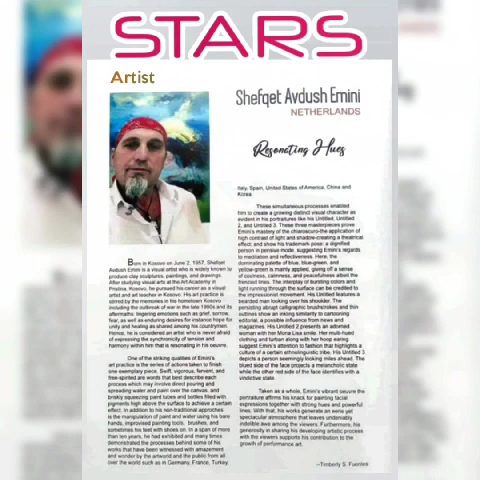 STARS
Artist
Shefqet Avdush Emini
NETHERLANDS
Resonating Hues
Born in Kosovo on June 2, 1957, Shefqet
Avdush Emini is a visual artist who is widely known to
produce clay sculptures, paintings, and drawings.
After studying visual arts at the Art Academy in
Pristine, Kosovo, he pursued his career as a visual
artist and art teacher in Kosovo. His art practice is
stirred by the memories in his hometown Kosovo
including the outbreak of war in the late 1980s and its
aftermaths; triggering emotions such as grief, sorrow,
fear, as well as enduring desires for instance hope for
unity and healing as shared among his countrymen.
Hence, he is considered an artist who is never afraid
of expressing the synchronicity of tension and
harmony within him that is resonating in his oeuvre.
One of the striking qualities of Emini's
art practice is the series of actions taken to finish
one exemplary piece. Swift, vigorous, fervent, and
free-spirited are words that best describe each
process which may involve direct pouring and
spreading water and paint over the canvas, and
briskly squeezing paint tubes and bottles filled with
pigments high above the surface to achieve a certain
effect. In addition to his non-traditional approaches
is the manipulation of paint and water using his bare
hands, improvised painting tools, brushes, and
sometimes his feet with shoes on. In a span of more
than ten years, he had exhibited and many times
demonstrated the processes behind some of his
works that have been witnessed with amazement
and wonder by the artworld and the public from all
over the world such as in Germany, France, Turkey,
Italy, Spain, United States of America, China and
Korea.
These simultaneous processes enabled
him to create a growing distinct visual character as
evident in his portraitures like his Untitled, Untitled
2, and Untitled 3. These three masterpieces prove
Emini's mastery of the chiaroscuro-the application of
high contrast of light and shadow-creating a theatrical
effect; and show his trademark pose: a dignified
person in pensive mode, suggesting Emini's regards
to meditation and reflectiveness. Here, the
dominating palette of blue, blue-green, and
yellow-green is mainly applied, giving off a sense
of coolness, calmness, and peacefulness about the
frenzied lines. The interplay of bursting colors and
light running through the surface can be credited to
the impressionist movement. His Untitled features a
bearded man looking over his shoulder. The
persisting abrupt calligraphic brushstrokes and thin
outlines show an inking similarity to cartooning
editorial, a possible influence from news and
magazines. His Untitled 2 presents an adorned
woman with her Mona Lisa smile. Her multi-hued
clothing and turban along with her hoop earring
suggest Emini's attention to fashion that highlights a
culture of a certain ethnolinguistic tribe. His Untitled 3
depicts a person seemingly looking miles ahead. The
blued side of the face projects a melancholic state
while the other red side of the face identifies with a
vindictive state.
Taken as a whole, Emini's vibrant oeuvre the
portraiture affirms his knack for painting facial
expressions together with strong hues and powerful
lines. With that, his works generate an eerie yet
spectacular atmosphere that leaves undeniably
indelible awe among the viewers. Furthermore, his
generosity in sharing his developing artistic process
with the viewers supports his contribution to the
growth of performance art.
--Timberly S. Fuentes